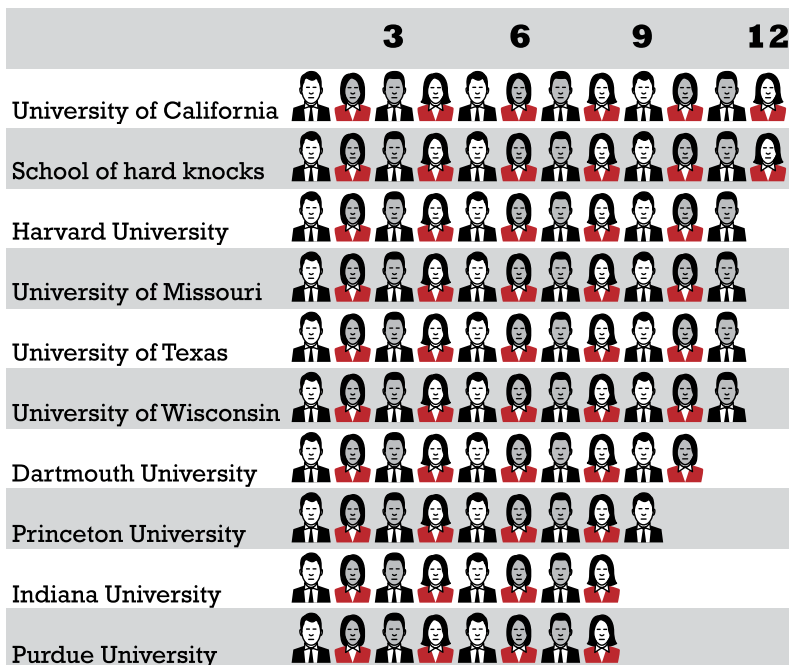 3 6 9 12
University of California
School of hard knocks
Harvard University
University of Missouri
University of Texas
University of Wisconsin
Dartmouth University
Princeton University
Indiana University
Purdue University